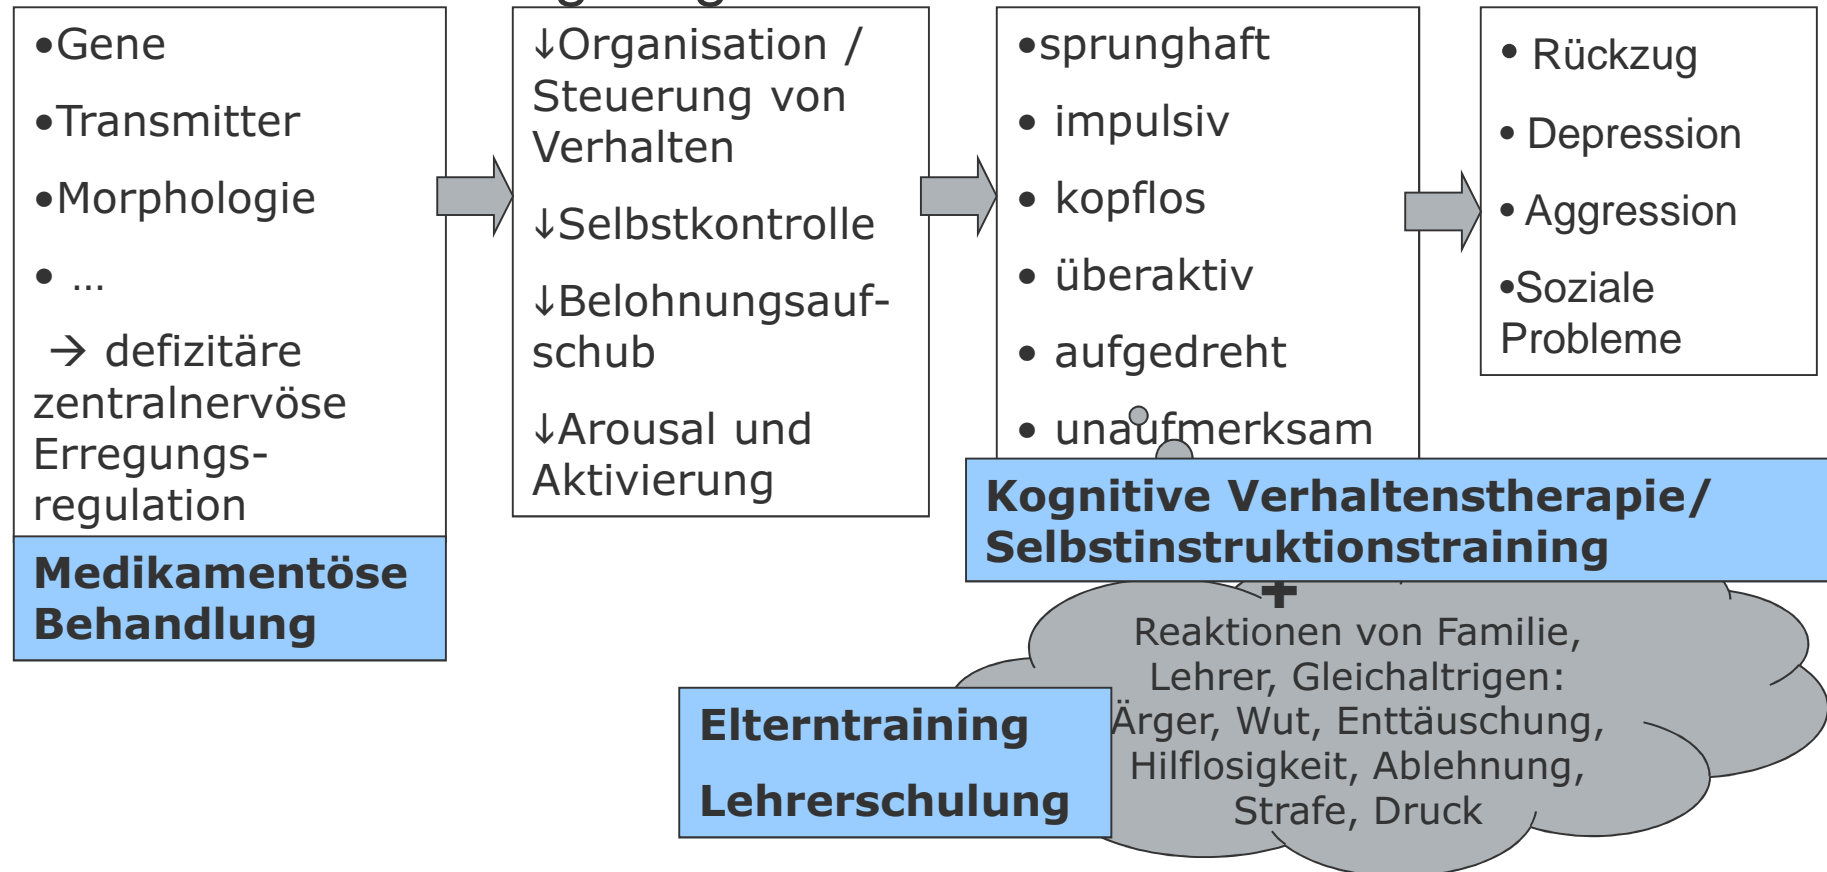 •Gene
•Transmitter
•Morphologie
• …
→ defizitäre
zentralnervöse
Erregungs-
regulation
Medikamentöse
Behandlung
↓Organisation /
Steuerung von
Verhalten
↓Selbstkontrolle
↓Belohnungsauf-
schub
↓Arousal und
Aktivierung
•sprunghaft
• impulsiv
• kopflos
• überaktiv
• aufgedreht
• unaufmerksam
• Rückzug
• Depression
• Aggression
•Soziale
Probleme
Kognitive Verhaltenstherapie/
Selbstinstruktionstraining
+
Reaktionen von Familie,
Lehrer, Gleichaltrigen:
Ärger, Wut, Enttäuschung,
Hilflosigkeit, Ablehnung,
Strafe, Druck
Elterntraining
Lehrerschulung